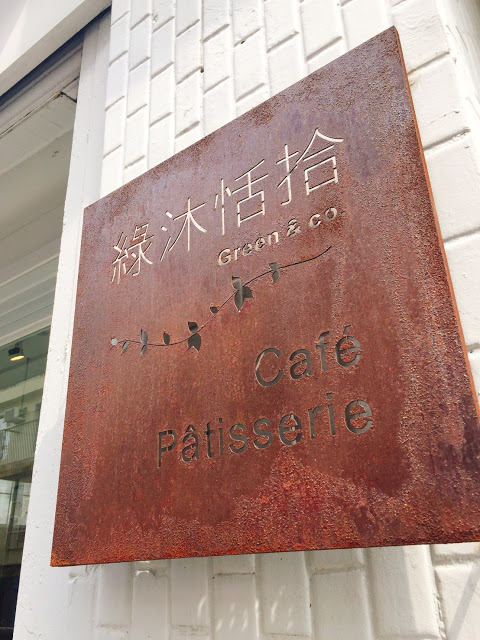 綠沐恬拾
Green & co.
Café
Pâtisserie